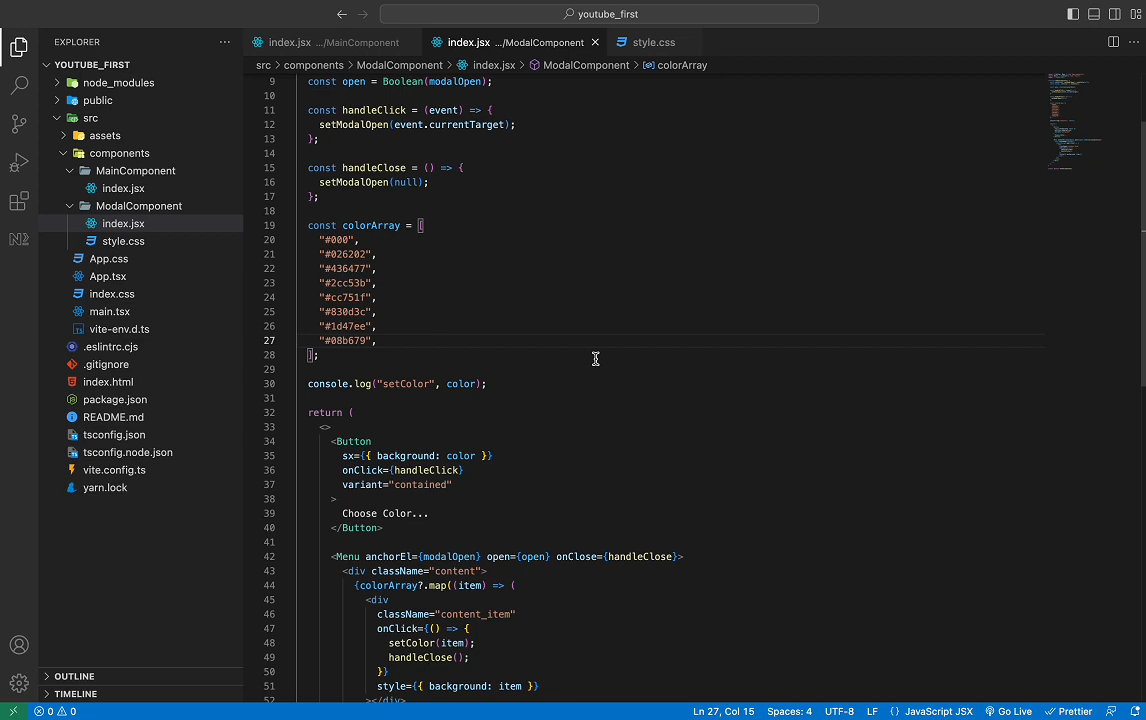 youtube_first
EXPLORER
YOUTUBE_FIRST
node_modules
public
src
assets
components
MainComponent
index.jsx
ModalComponent
index.jsx
style.css
App.css
App.tsx
index.css
main.tsx
vite-env.d.ts
.eslintrc.cjs
.gitignore
index.html
package.json
README.md
tsconfig.json
tsconfig.node.json
vite.config.ts
yarn.lock
OUTLINE
TIMELINE
index.jsx .../MainComponent index.jsx .../ModalComponent style.css
src > components > ModalComponent > index.jsx > ModalComponent > colorArray
9 const open = Boolean(modalOpen);
10
11 const handleClick = (event) => {
12 setModalOpen(event.currentTarget);
13 };
14
15 const handleClose = () => {
16 setModalOpen(null);
17 };
18
19 const colorArray = [
20 "#000",
21 "#026202",
22 "#436477",
23 "#2cc53b",
24 "#cc751f",
25 "#830d3c",
26 "#1d47ee",
27 "#08b679",
28 ];
29
30 console.log("setColor", color);
31
32 return (
33 <>
34 <Button
35 sx={{ background: color }}
36 onClick={handleClick}
37 variant="contained"
38 >
39 Choose Color...
40 </Button>
41
42 <Menu anchorEl={modalOpen} open={open} onClose={handleClose}>
43 <div className="content">
44 {colorArray?.map((item) => (
45 <div
46 className="content_item"
47 onClick={() => {
48 setColor(item);
49 handleClose();
50 }}
51 style={{ background: item }}
52 ></div>
0 0 Ln 27, Col 15 Spaces: 4 UTF-8 LF {} JavaScript JSX Go Live Prettier